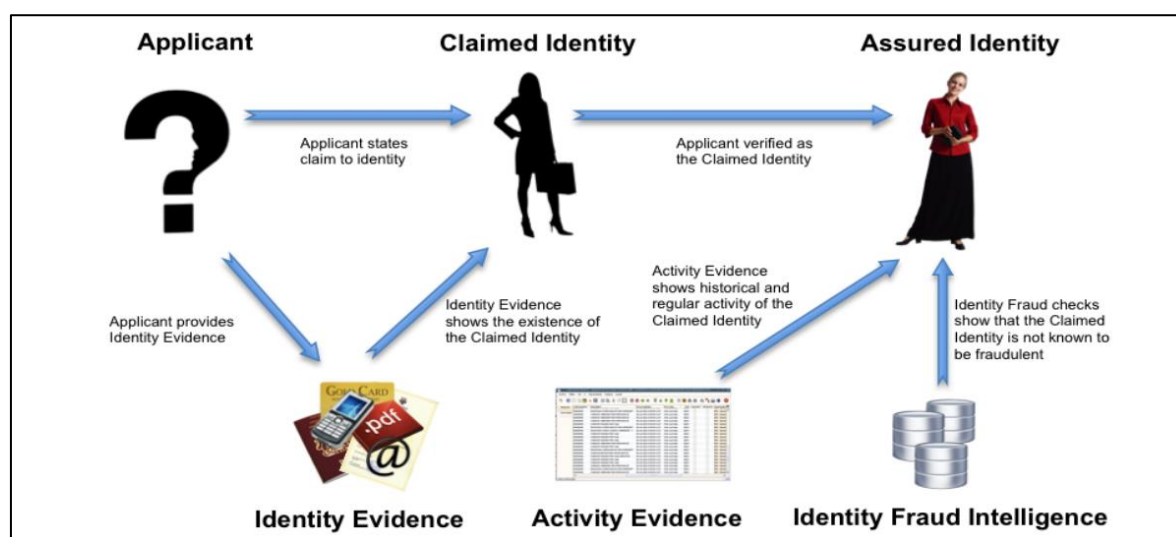 Applicant
Claimed Identity
Assured Identity
Applicant states
claim to identity
Applicant verified as
the Claimed Identity
Applicant provides
Identity Evidence
Identity Evidence
shows the existence of
the Claimed Identity
Activity Evidence
shows historical and
regular activity of the
Claimed Identity
Identity Fraud checks
show that the Claimed
Identity is not known to
be fraudulent
GOLD CARD
.pdf
@
Identity Evidence
Activity Evidence
Identity Fraud Intelligence